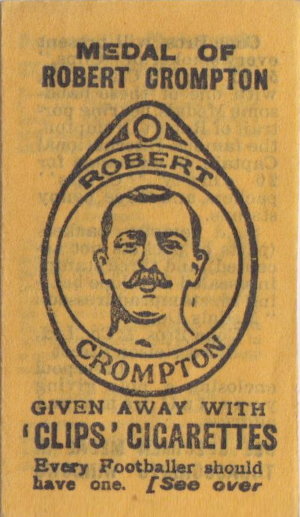 MEDAL OF
ROBERT CROMPTON
ROBERT
CROMPTON
GIVEN AWAY WITH
'CLIPS' CIGARETTES
Every Footballer should
have one. [See over